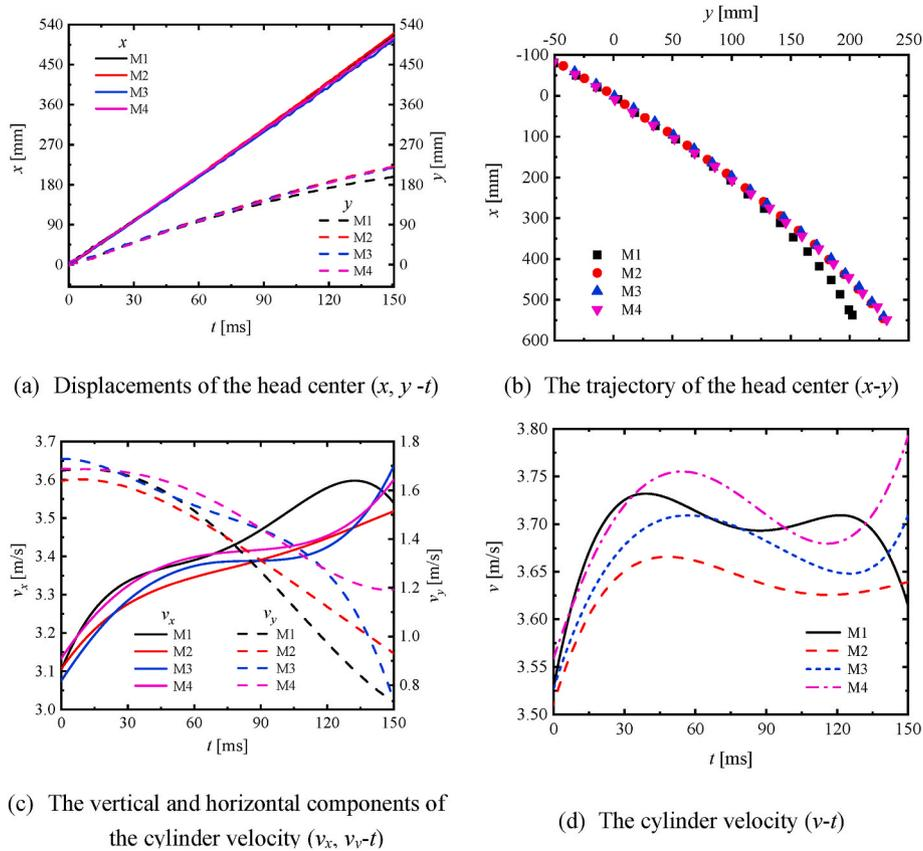 540 540
x
450 450
M1
M2
360 M3 360
M4
x [mm] 270 270 y [mm]
180 180
y
M1
90 M2 90
M3
0 M4 0
0 30 60 90 120 150
t [ms]
(a) Displacements of the head center (x, y -t)
y [mm]
-50 0 50 100 150 200 250
-100
0
100
x [mm] 200
300
M1
400 M2
M3
500 M4
600
(b) The trajectory of the head center (x-y)
3.7 1.8
3.6 1.6
3.5
1.4
vx [m/s] 3.4 vy [m/s]
1.2
3.3
3.2 vx vy 1.0
M1 M1
3.1 M2 M2
M3 M3 0.8
3.0 M4 M4
0 30 60 90 120 150
t [ms]
(c) The vertical and horizontal components of
the cylinder velocity (vx, vy-t)
3.80
3.75
3.70
v [m/s] 3.65
3.60
M1
M2
3.55 M3
M4
3.50
0 30 60 90 120 150
t [ms]
(d) The cylinder velocity (v-t)